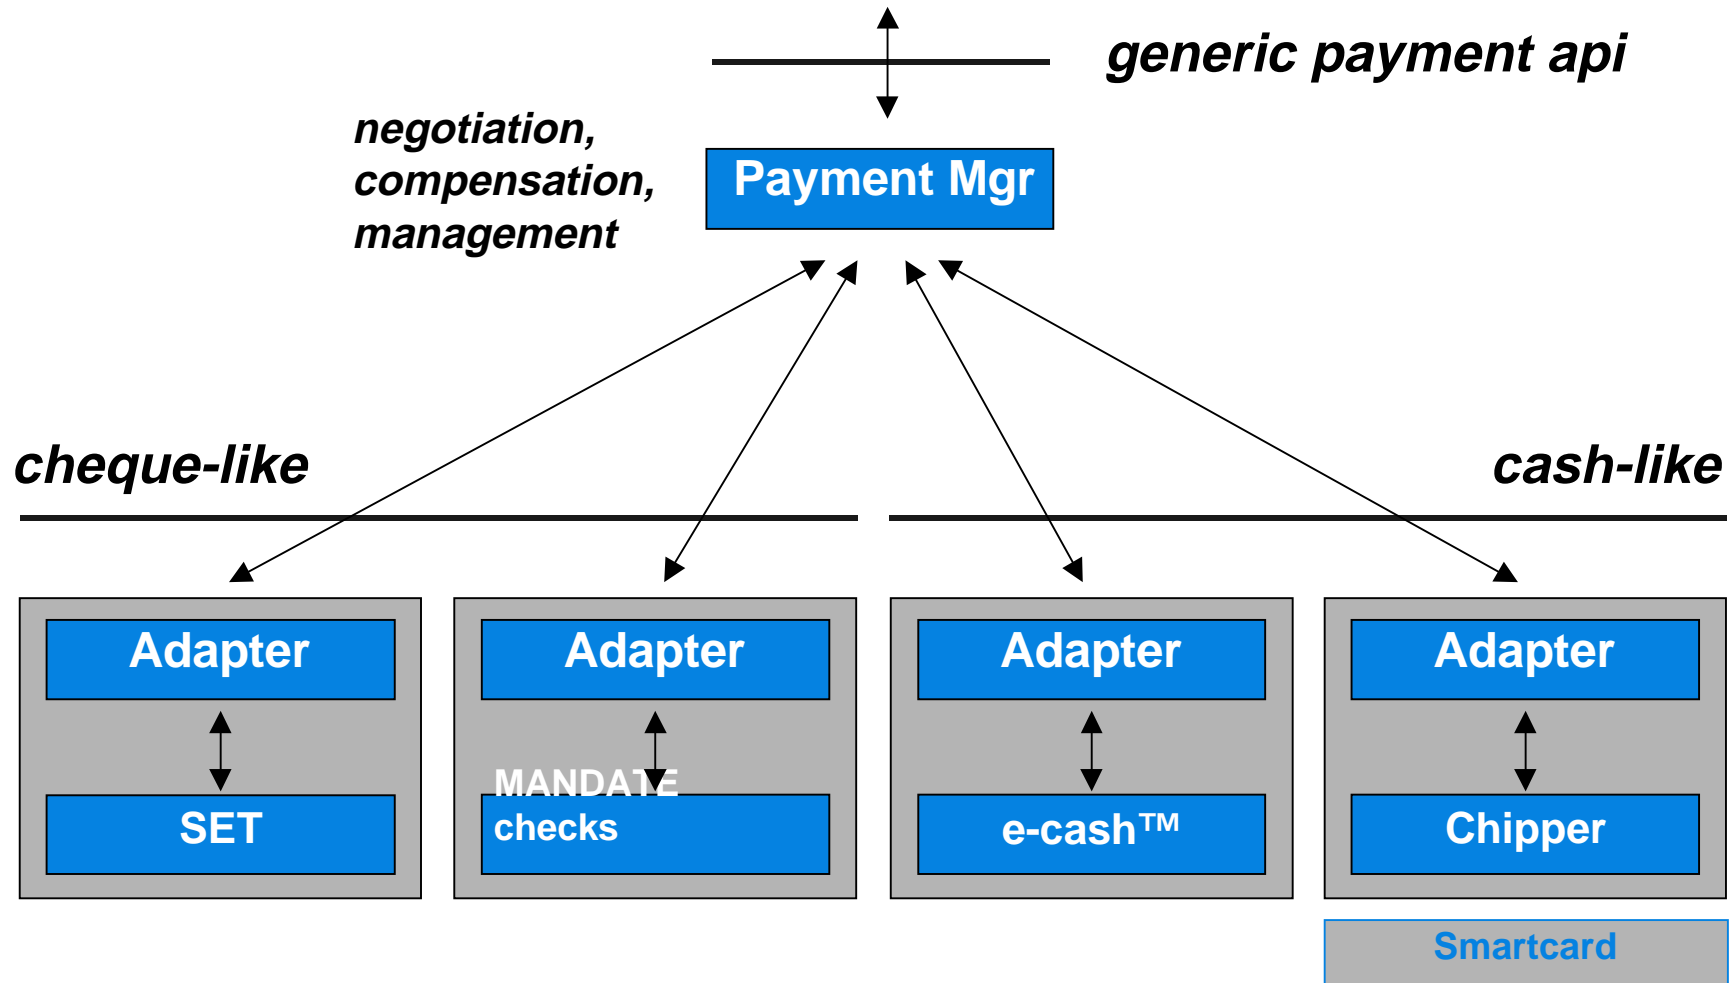 generic payment api
negotiation,
compensation,
management
Payment Mgr
cheque-like
cash-like
Adapter
Adapter
Adapter
Adapter
SET
MANDATE
checks
e-cash™
Chipper
Smartcard